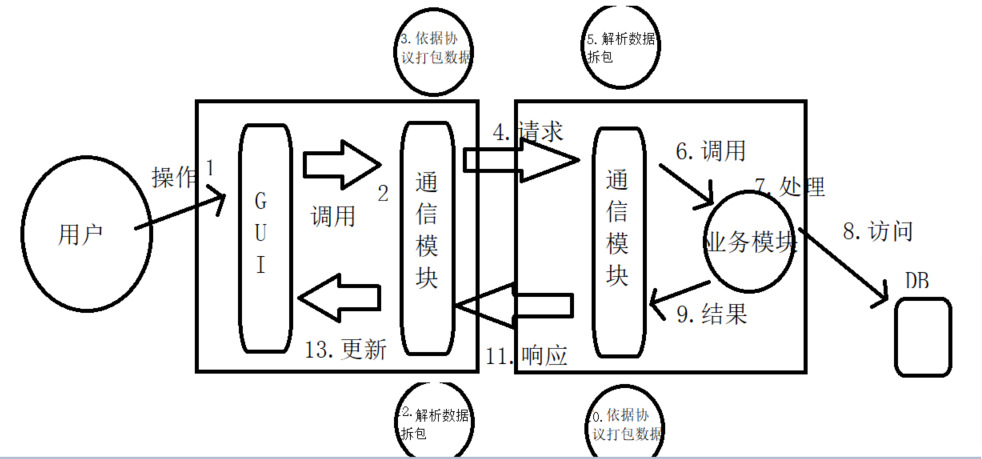 3.依据协
议打包数据
5.解析数据
拆包
4.请求
操作 1
用户
GUI
调用
2
通信模块
通信模块
6.调用
7.处理
业务模块
8.访问
DB
9.结果
13.更新
11.响应
2.解析数据
拆包
0.依据协
议打包数据